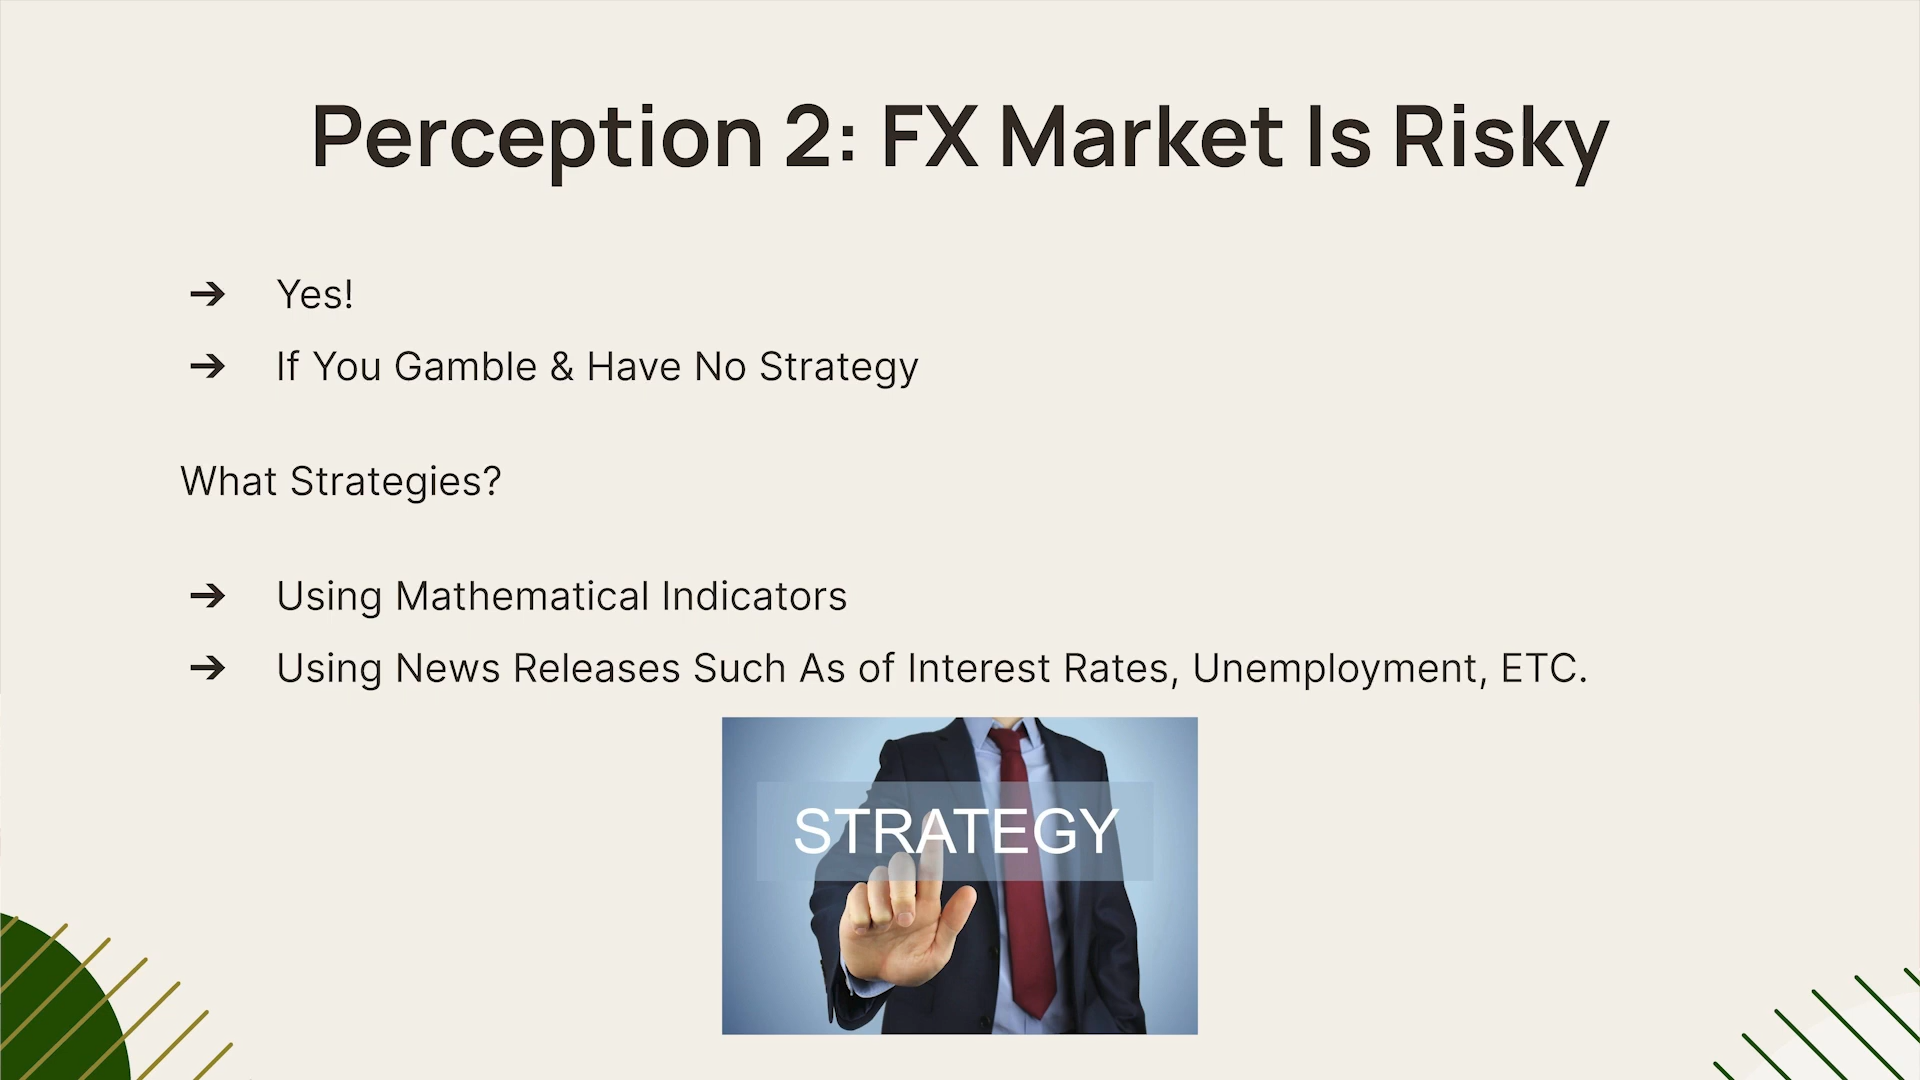 Perception 2: FX Market Is Risky
➔ Yes!
➔ If You Gamble & Have No Strategy
What Strategies?
➔ Using Mathematical Indicators
➔ Using News Releases Such As of Interest Rates, Unemployment, ETC.
STRATEGY